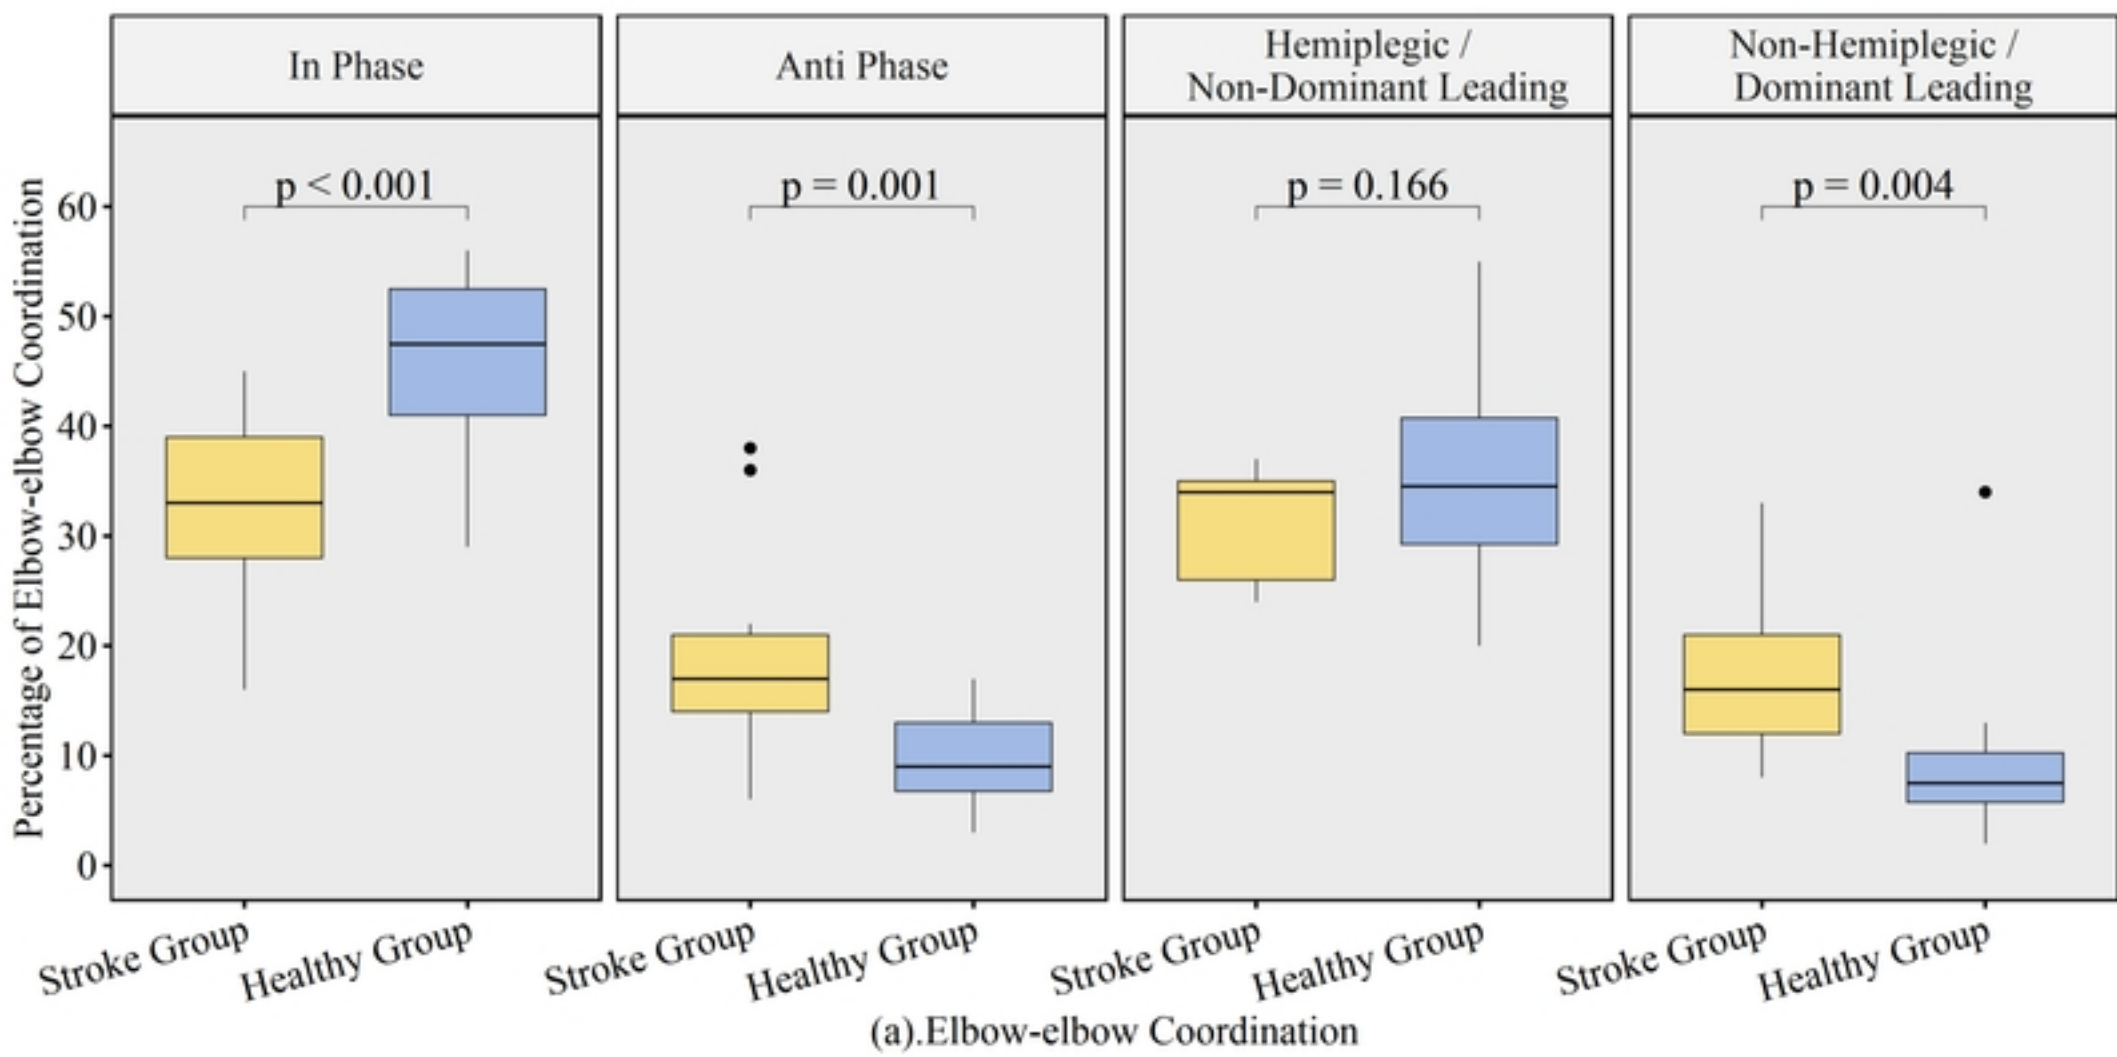 In Phase
Anti Phase
Hemiplegic /
Non-Dominant Leading
Non-Hemiplegic /
Dominant Leading
Percentage of Elbow-elbow Coordination
60
50
40
30
20
10
0
p < 0.001
p = 0.001
p = 0.166
p = 0.004
Stroke Group
Healthy Group
Stroke Group
Healthy Group
Stroke Group
Healthy Group
Stroke Group
Healthy Group
(a).Elbow-elbow Coordination